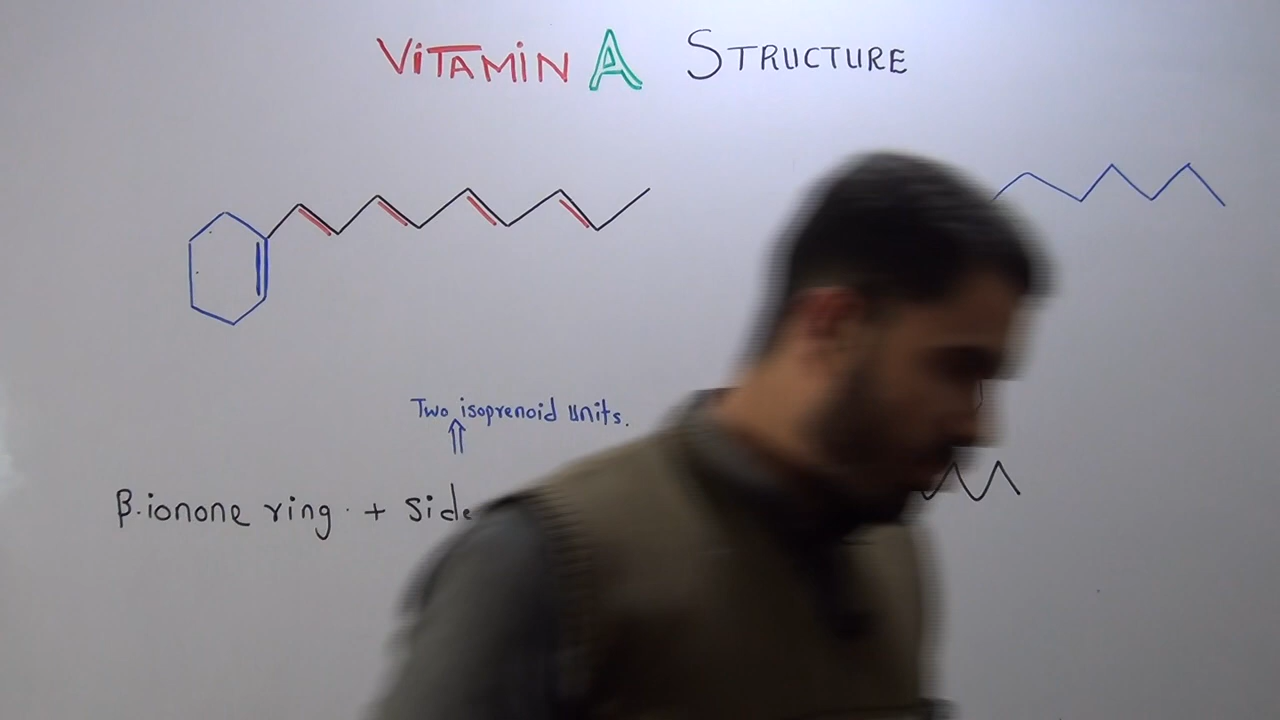 VITAMIN A STRUCTURE
Two isoprenoid units.
β-ionone ring + Side